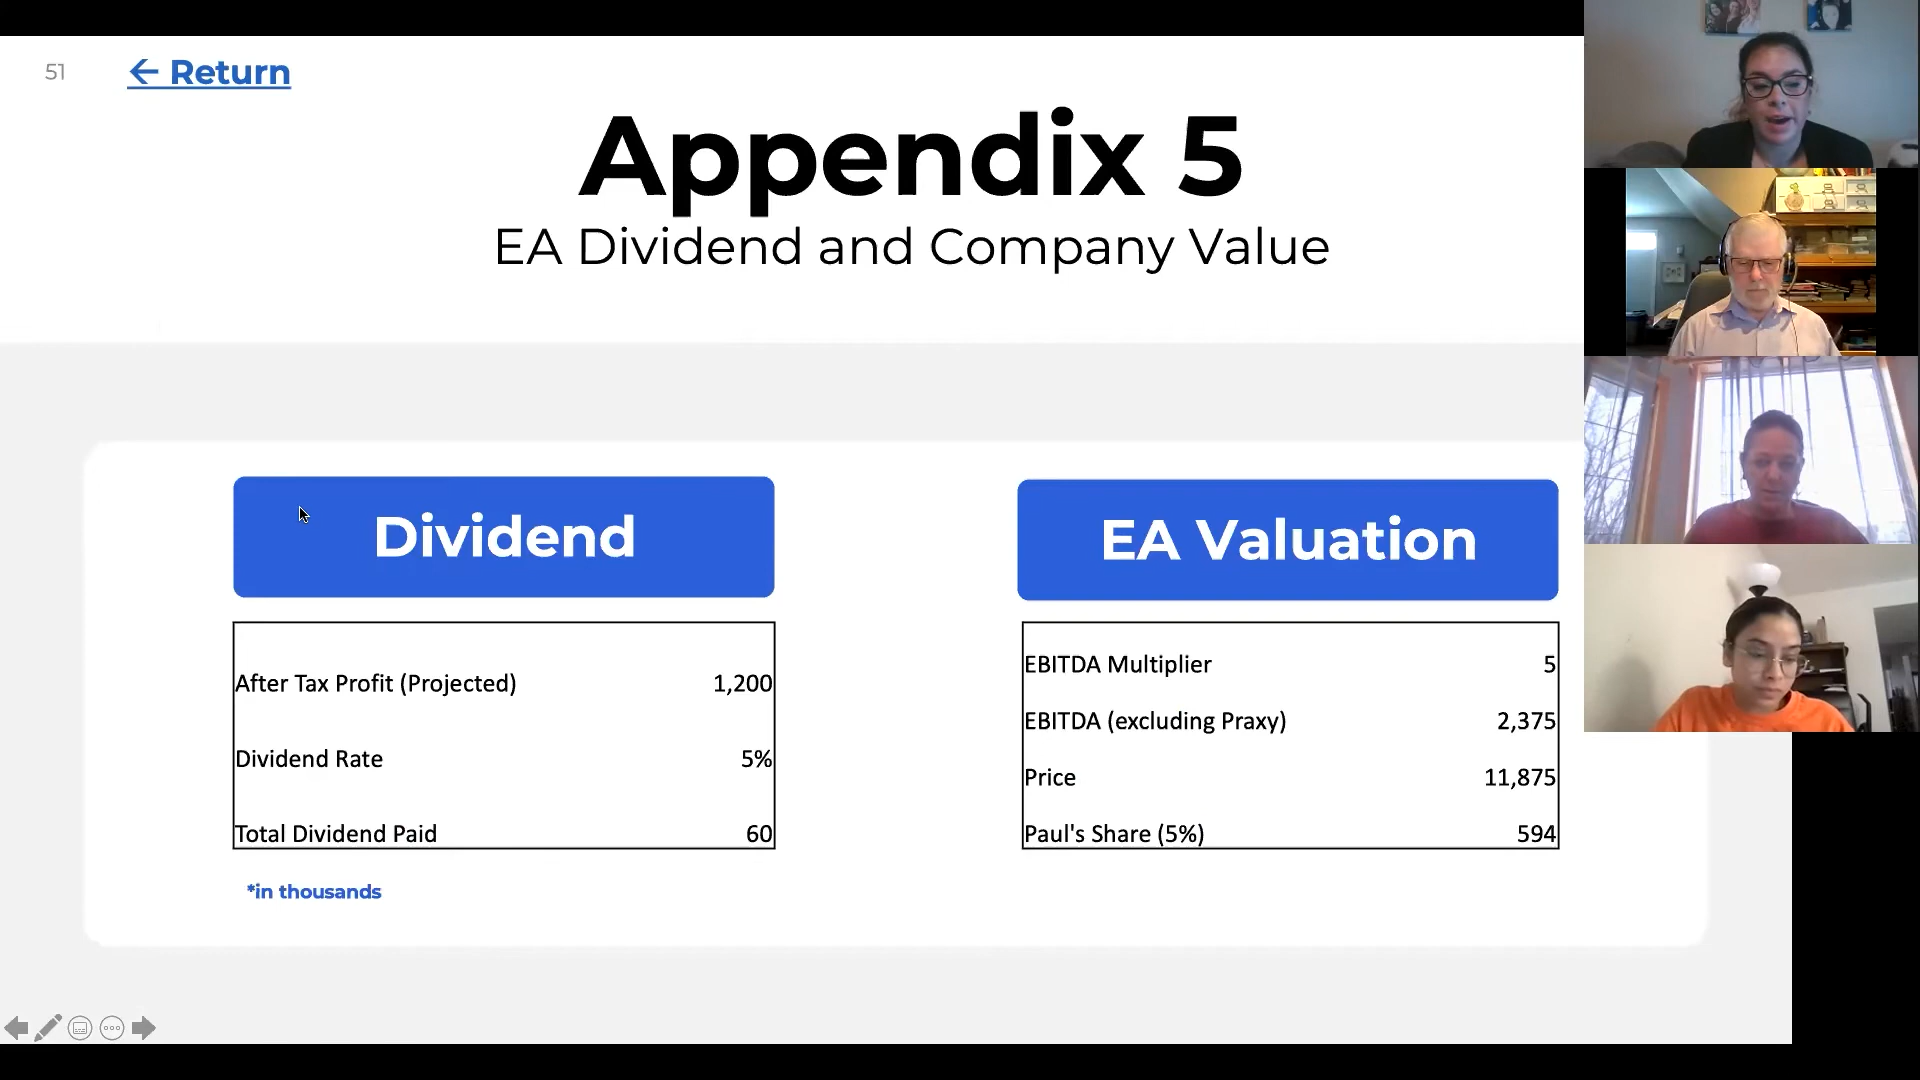 51
← Return
Appendix 5
EA Dividend and Company Value
Dividend
After Tax Profit (Projected) 1,200
Dividend Rate 5%
Total Dividend Paid 60
*in thousands
EA Valuation
EBITDA Multiplier 5
EBITDA (excluding Praxy) 2,375
Price 11,875
Paul's Share (5%) 594